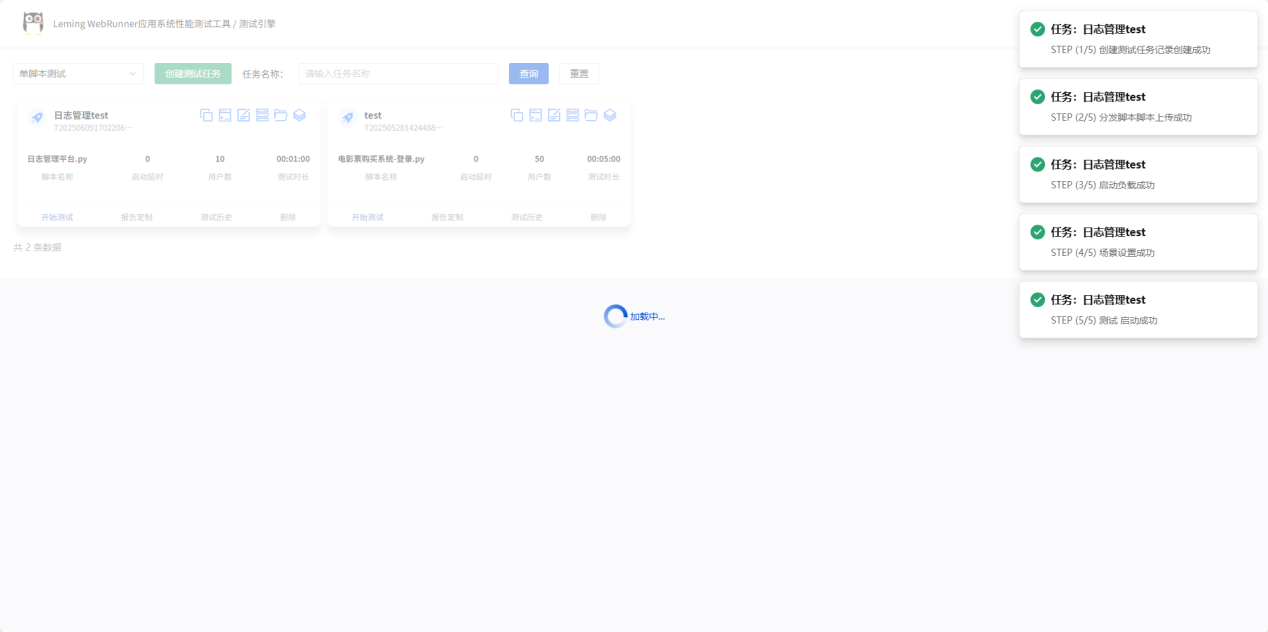 Leming WebRunner应用系统性能测试工具 / 测试引擎
单脚本测试 创建测试任务 任务名称： 请输入任务名称 查询 重置
日志管理test
T202506091702206···
日志管理平台.py 0 10 00:01:00
脚本名称 启动延时 用户数 测试时长
开始测试 报告定制 测试历史 删除
test
T202505281424488···
电影票购买系统-登录.py 0 50 00:05:00
脚本名称 启动延时 用户数 测试时长
开始测试 报告定制 测试历史 删除
共 2 条数据
加载中...
任务：日志管理test
STEP (1/5) 创建测试任务记录创建成功
任务：日志管理test
STEP (2/5) 分发脚本脚本上传成功
任务：日志管理test
STEP (3/5) 启动负载成功
任务：日志管理test
STEP (4/5) 场景设置成功
任务：日志管理test
STEP (5/5) 测试 启动成功